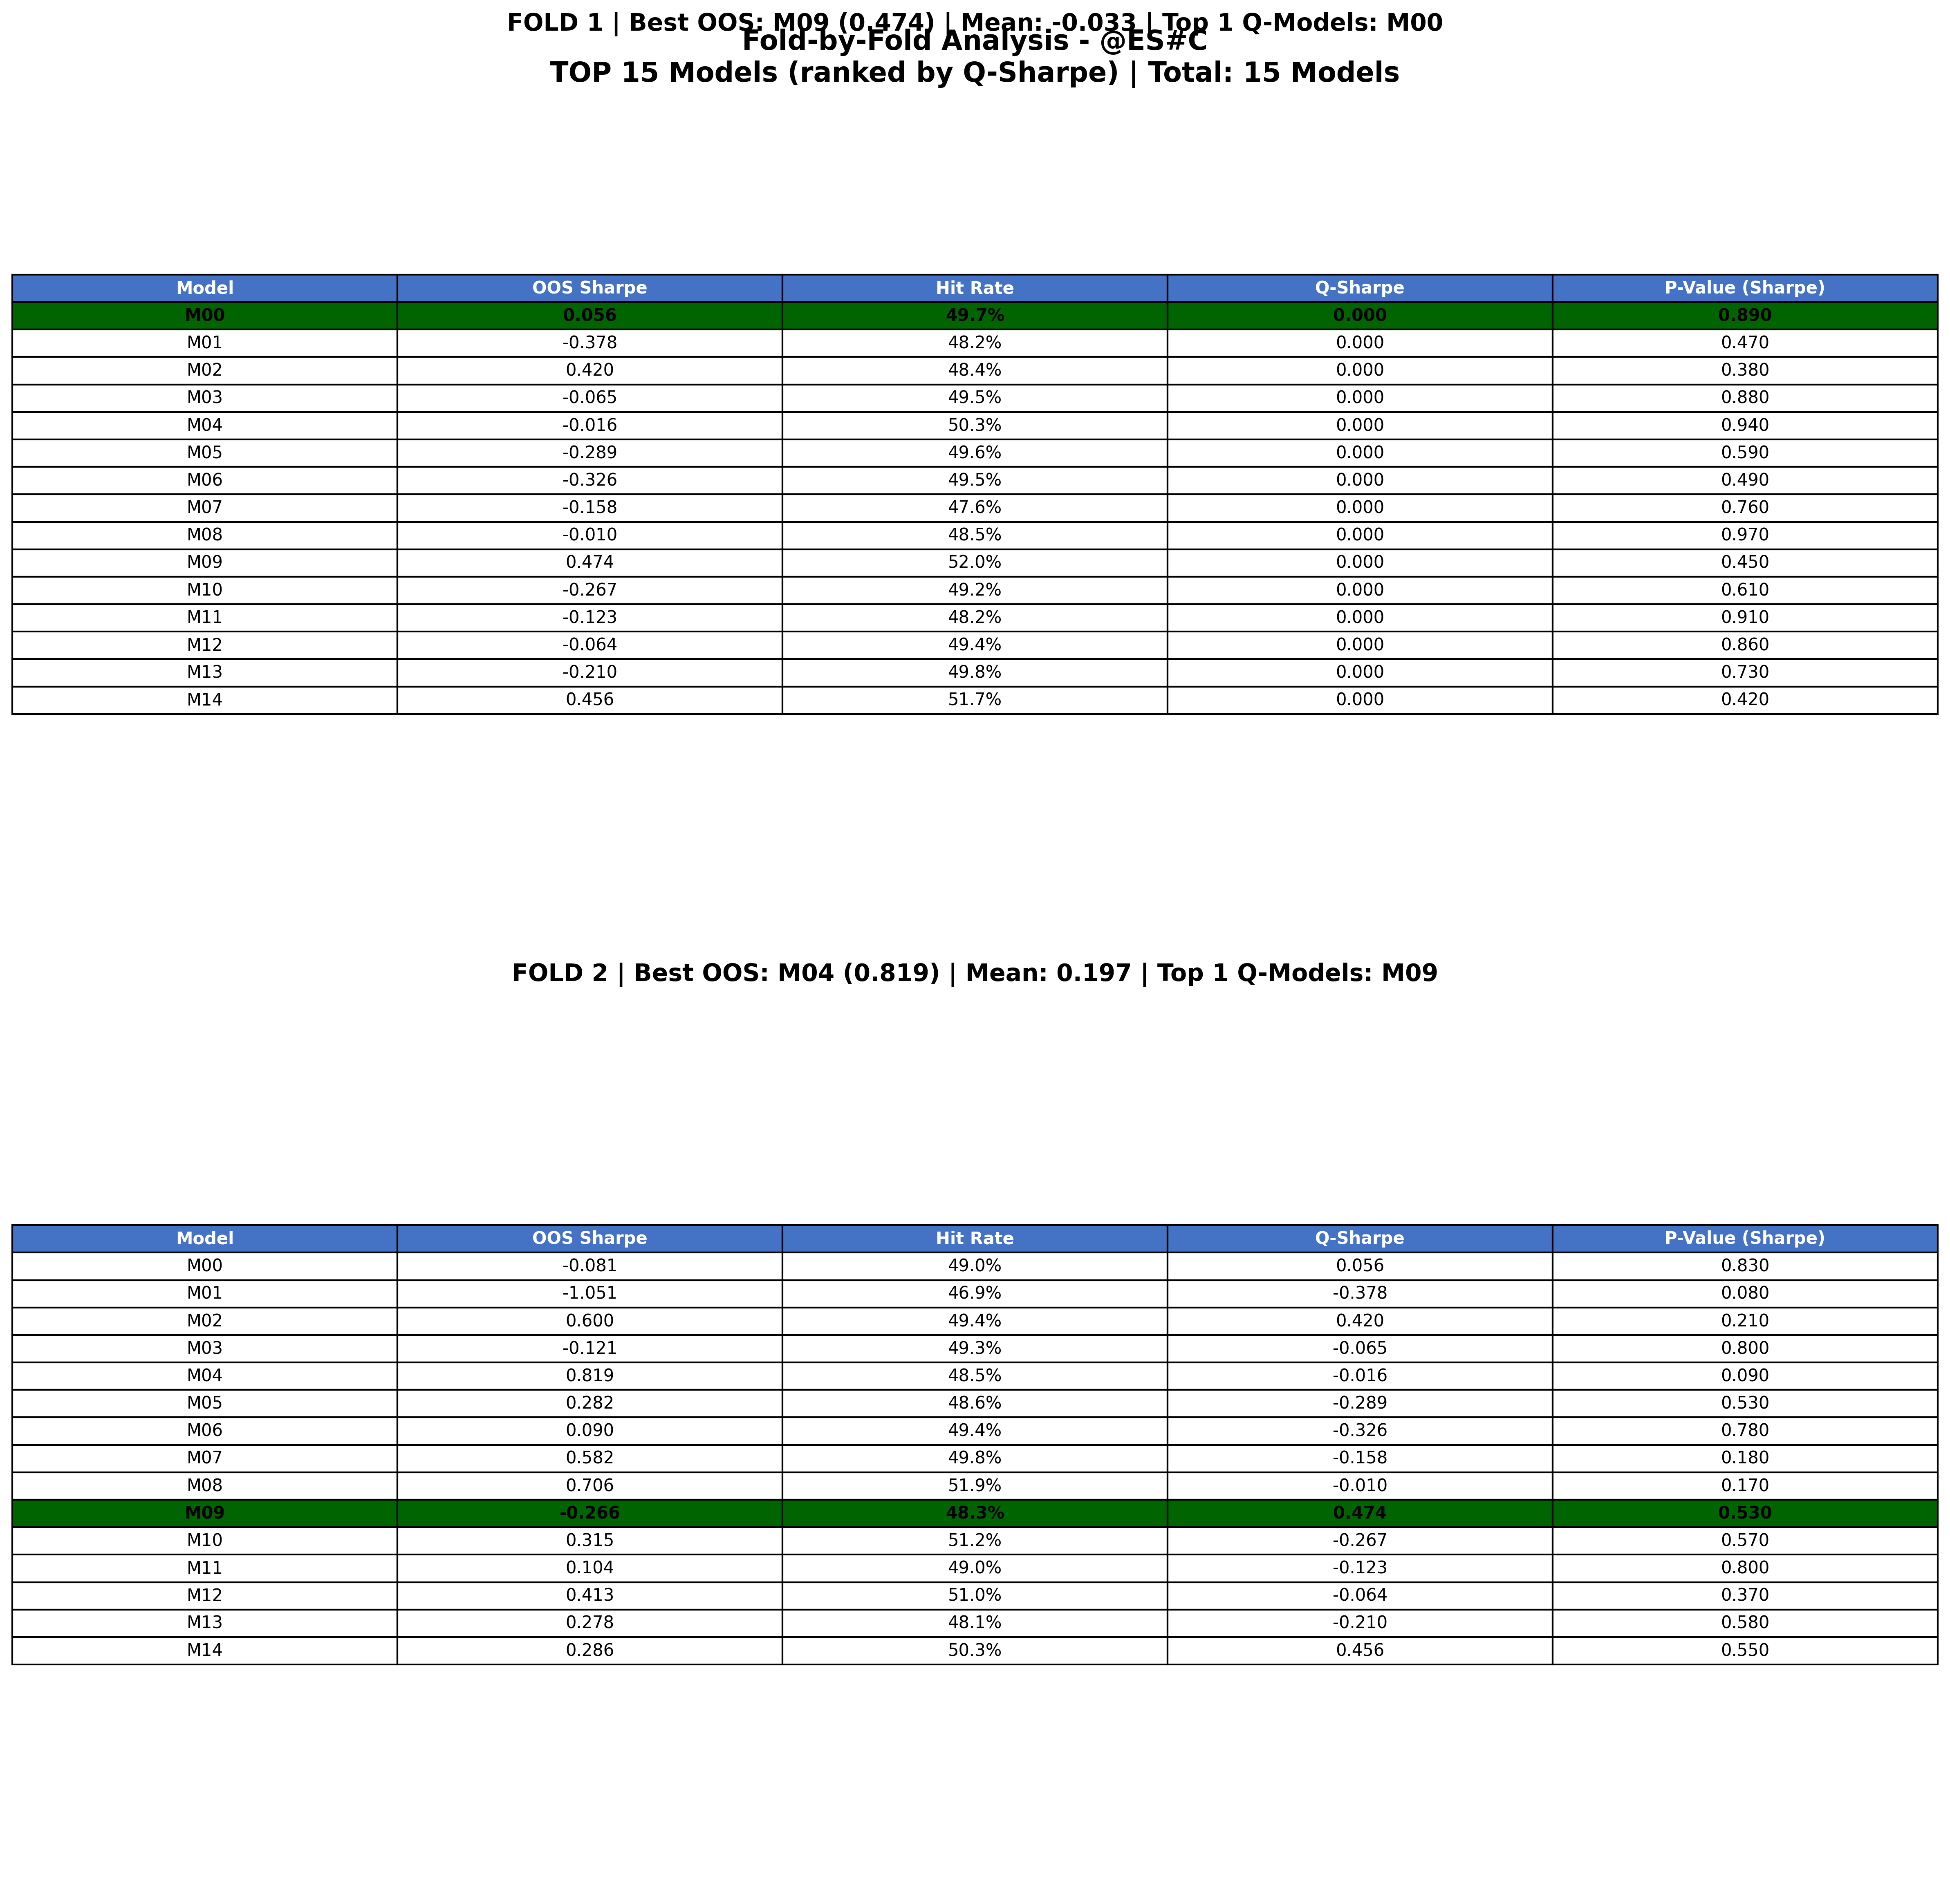 FOLD 1 | Best OOS: M09 (0.474) | Mean: -0.033 | Top 1 Q-Models: M00
Fold-by-Fold Analysis - @ES#C
TOP 15 Models (ranked by Q-Sharpe) | Total: 15 Models
Model OOS Sharpe Hit Rate Q-Sharpe P-Value (Sharpe)
M00 0.056 49.7% 0.000 0.890
M01 -0.378 48.2% 0.000 0.470
M02 0.420 48.4% 0.000 0.380
M03 -0.065 49.5% 0.000 0.880
M04 -0.016 50.3% 0.000 0.940
M05 -0.289 49.6% 0.000 0.590
M06 -0.326 49.5% 0.000 0.490
M07 -0.158 47.6% 0.000 0.760
M08 -0.010 48.5% 0.000 0.970
M09 0.474 52.0% 0.000 0.450
M10 -0.267 49.2% 0.000 0.610
M11 -0.123 48.2% 0.000 0.910
M12 -0.064 49.4% 0.000 0.860
M13 -0.210 49.8% 0.000 0.730
M14 0.456 51.7% 0.000 0.420
FOLD 2 | Best OOS: M04 (0.819) | Mean: 0.197 | Top 1 Q-Models: M09
Model OOS Sharpe Hit Rate Q-Sharpe P-Value (Sharpe)
M00 -0.081 49.0% 0.056 0.830
M01 -1.051 46.9% -0.378 0.080
M02 0.600 49.4% 0.420 0.210
M03 -0.121 49.3% -0.065 0.800
M04 0.819 48.5% -0.016 0.090
M05 0.282 48.6% -0.289 0.530
M06 0.090 49.4% -0.326 0.780
M07 0.582 49.8% -0.158 0.180
M08 0.706 51.9% -0.010 0.170
M09 -0.266 48.3% 0.474 0.530
M10 0.315 51.2% -0.267 0.570
M11 0.104 49.0% -0.123 0.800
M12 0.413 51.0% -0.064 0.370
M13 0.278 48.1% -0.210 0.580
M14 0.286 50.3% 0.456 0.550